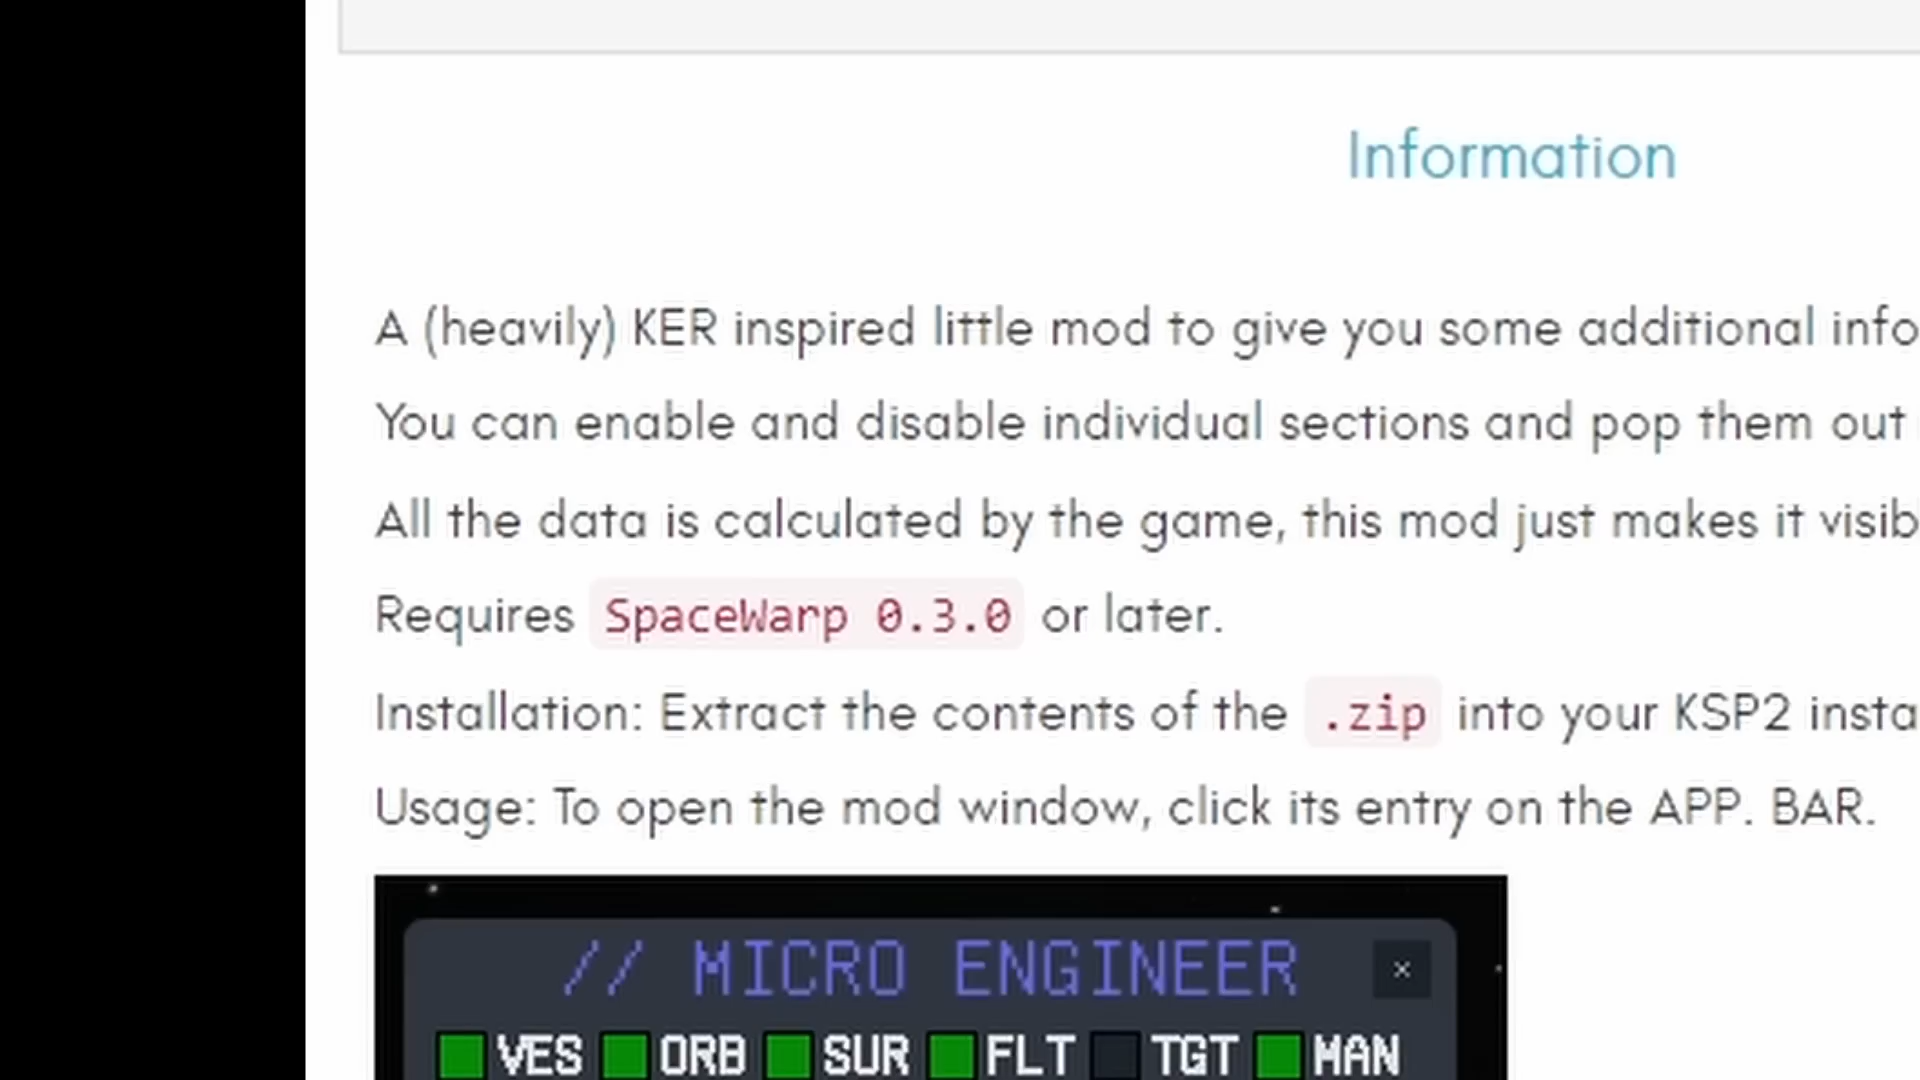 Information
A (heavily) KER inspired little mod to give you some additional info
You can enable and disable individual sections and pop them out
All the data is calculated by the game, this mod just makes it visib
Requires SpaceWarp 0.3.0 or later.
Installation: Extract the contents of the .zip into your KSP2 insta
Usage: To open the mod window, click its entry on the APP. BAR.
// MICRO ENGINEER ×
VES ORB SUR FLT TGT MAN